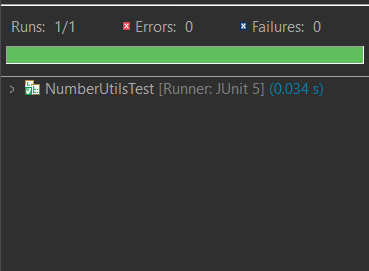 Runs: 1/1 Errors: 0 Failures: 0
NumberUtilsTest [Runner: JUnit 5] (0.034 s)